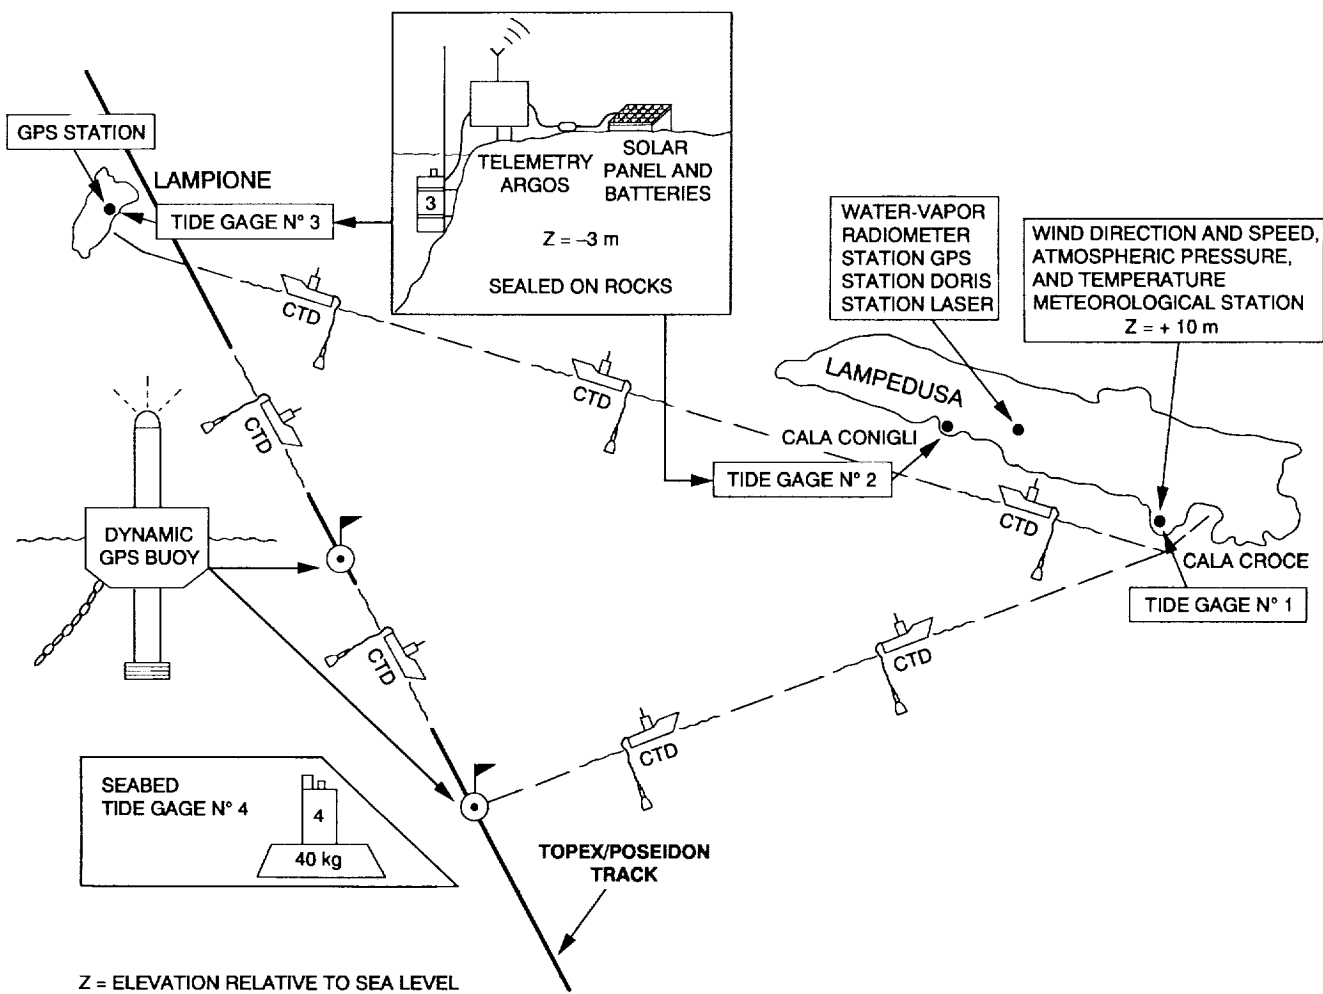 GPS STATION
LAMPIONE
TIDE GAGE N° 3
3
TELEMETRY
ARGOS
SOLAR
PANEL AND
BATTERIES
Z = –3 m
SEALED ON ROCKS
WATER-VAPOR
RADIOMETER
STATION GPS
STATION DORIS
STATION LASER
WIND DIRECTION AND SPEED,
ATMOSPHERIC PRESSURE,
AND TEMPERATURE
METEOROLOGICAL STATION
Z = + 10 m
CTD
CTD
CTD
LAMPEDUSA
CALA CONIGLI
TIDE GAGE N° 2
CTD
CALA CROCE
TIDE GAGE N° 1
DYNAMIC
GPS BUOY
CTD
CTD
CTD
SEABED
TIDE GAGE N° 4
4
40 kg
TOPEX/POSEIDON
TRACK
Z = ELEVATION RELATIVE TO SEA LEVEL